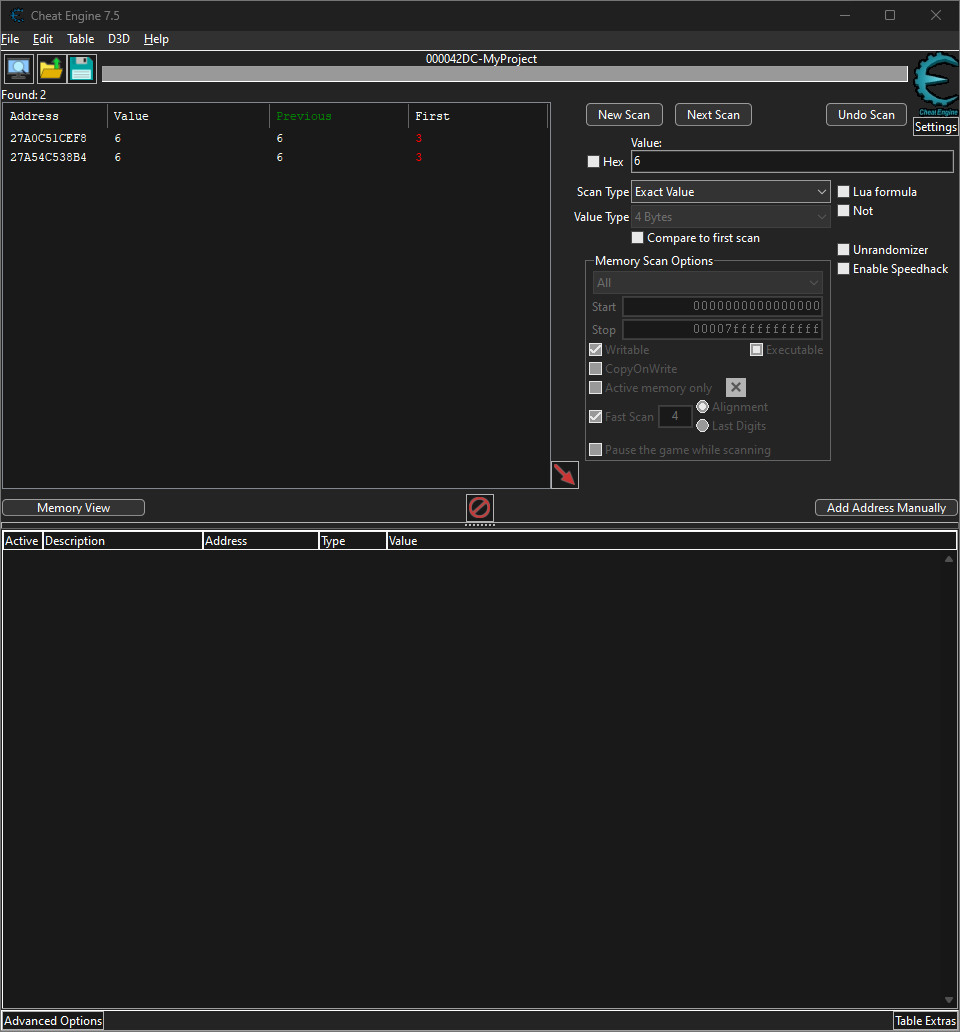 Cheat Engine 7.5
File Edit Table D3D Help
000042DC-MyProject
Cheat Engine
Settings
Found: 2
Address Value Previous First
27A0C51CEF8 6 6 3
27A54C538B4 6 6 3
New Scan Next Scan Undo Scan
Value:
Hex 6
Scan Type Exact Value Lua formula
Value Type 4 Bytes Not
Compare to first scan
Unrandomizer
Enable Speedhack
Memory Scan Options
All
Start 0000000000000000
Stop 00007fffffffffff
Writable Executable
CopyOnWrite
Active memory only
Fast Scan 4 Alignment
Last Digits
Pause the game while scanning
Memory View Add Address Manually
Active Description Address Type Value
Advanced Options Table Extras